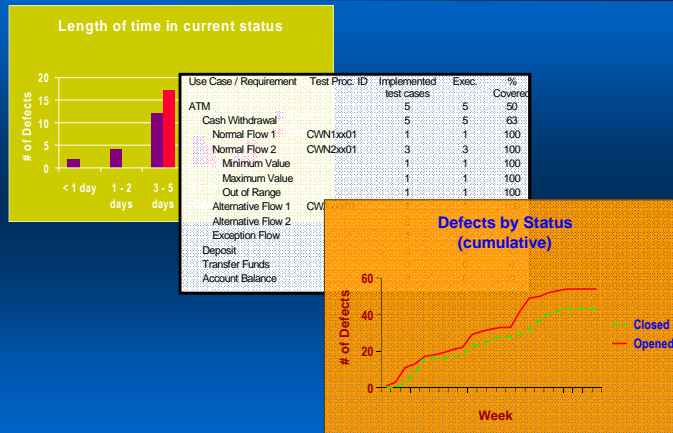 Length of time in current status
# of Defects
20
15
10
5
0
< 1 day
1 - 2 days
3 - 5 days
Use Case / Requirement Test Proc. ID Implemented test cases Exec. % Covered
ATM 5 5 50
Cash Withdrawal 5 5 63
Normal Flow 1 CWN1xx01 1 1 100
Normal Flow 2 CWN2xx01 3 3 100
Minimum Value 1 1 100
Maximum Value 1 1 100
Out of Range 1 1 100
Alternative Flow 1
Alternative Flow 2
Exception Flow
Deposit
Transfer Funds
Account Balance
Defects by Status
(cumulative)
# of Defects
60
40
20
0
Week
Closed
Opened